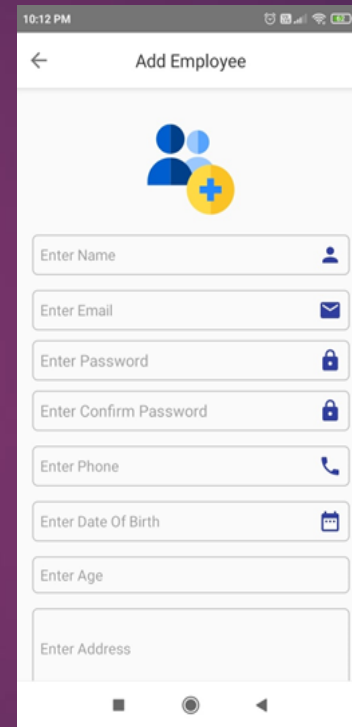 10:12 PM
Add Employee
Enter Name
Enter Email
Enter Password
Enter Confirm Password
Enter Phone
Enter Date Of Birth
Enter Age
Enter Address